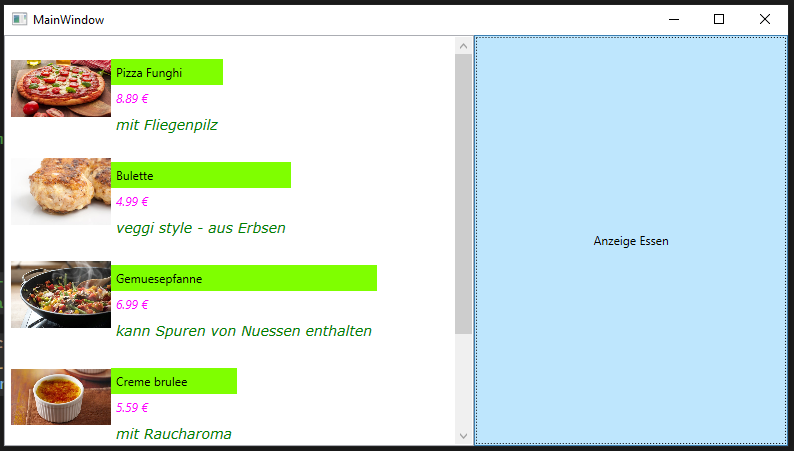 MainWindow
Pizza Funghi
8.89 €
mit Fliegenpilz
Bulette
4.99 €
veggi style - aus Erbsen
Gemuesepfanne
6.99 €
kann Spuren von Nuessen enthalten
Creme brulee
5.59 €
mit Raucharoma
Anzeige Essen